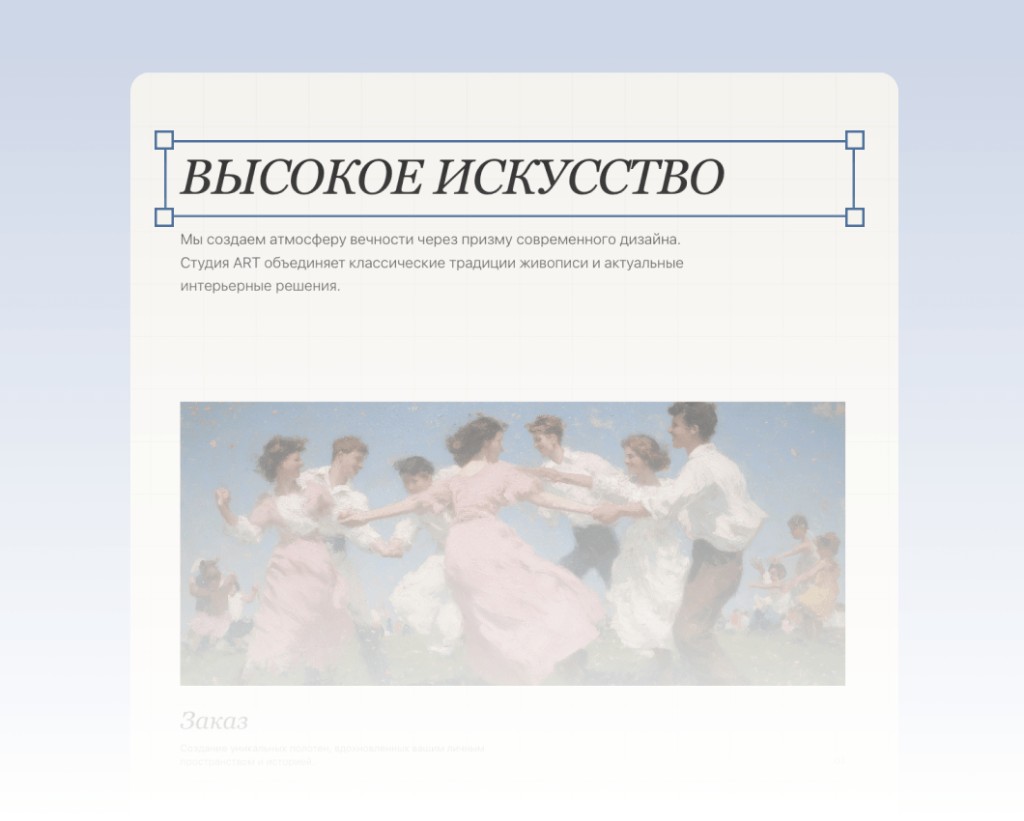 ВЫСОКОЕ ИСКУССТВО
Мы создаем атмосферу вечности через призму современного дизайна.
Студия ART объединяет классические традиции живописи и актуальные
интерьерные решения.
Заказ